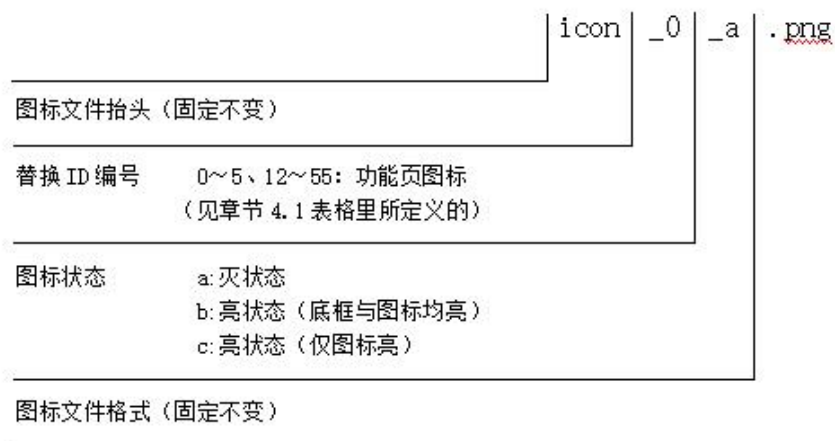 icon _0 _a .png
图标文件抬头（固定不变）
替换ID编号 0～5、12～55：功能页图标
（见章节4.1表格里所定义的）
图标状态 a:灭状态
b:亮状态（底框与图标均亮）
c:亮状态（仅图标亮）
图标文件格式（固定不变）